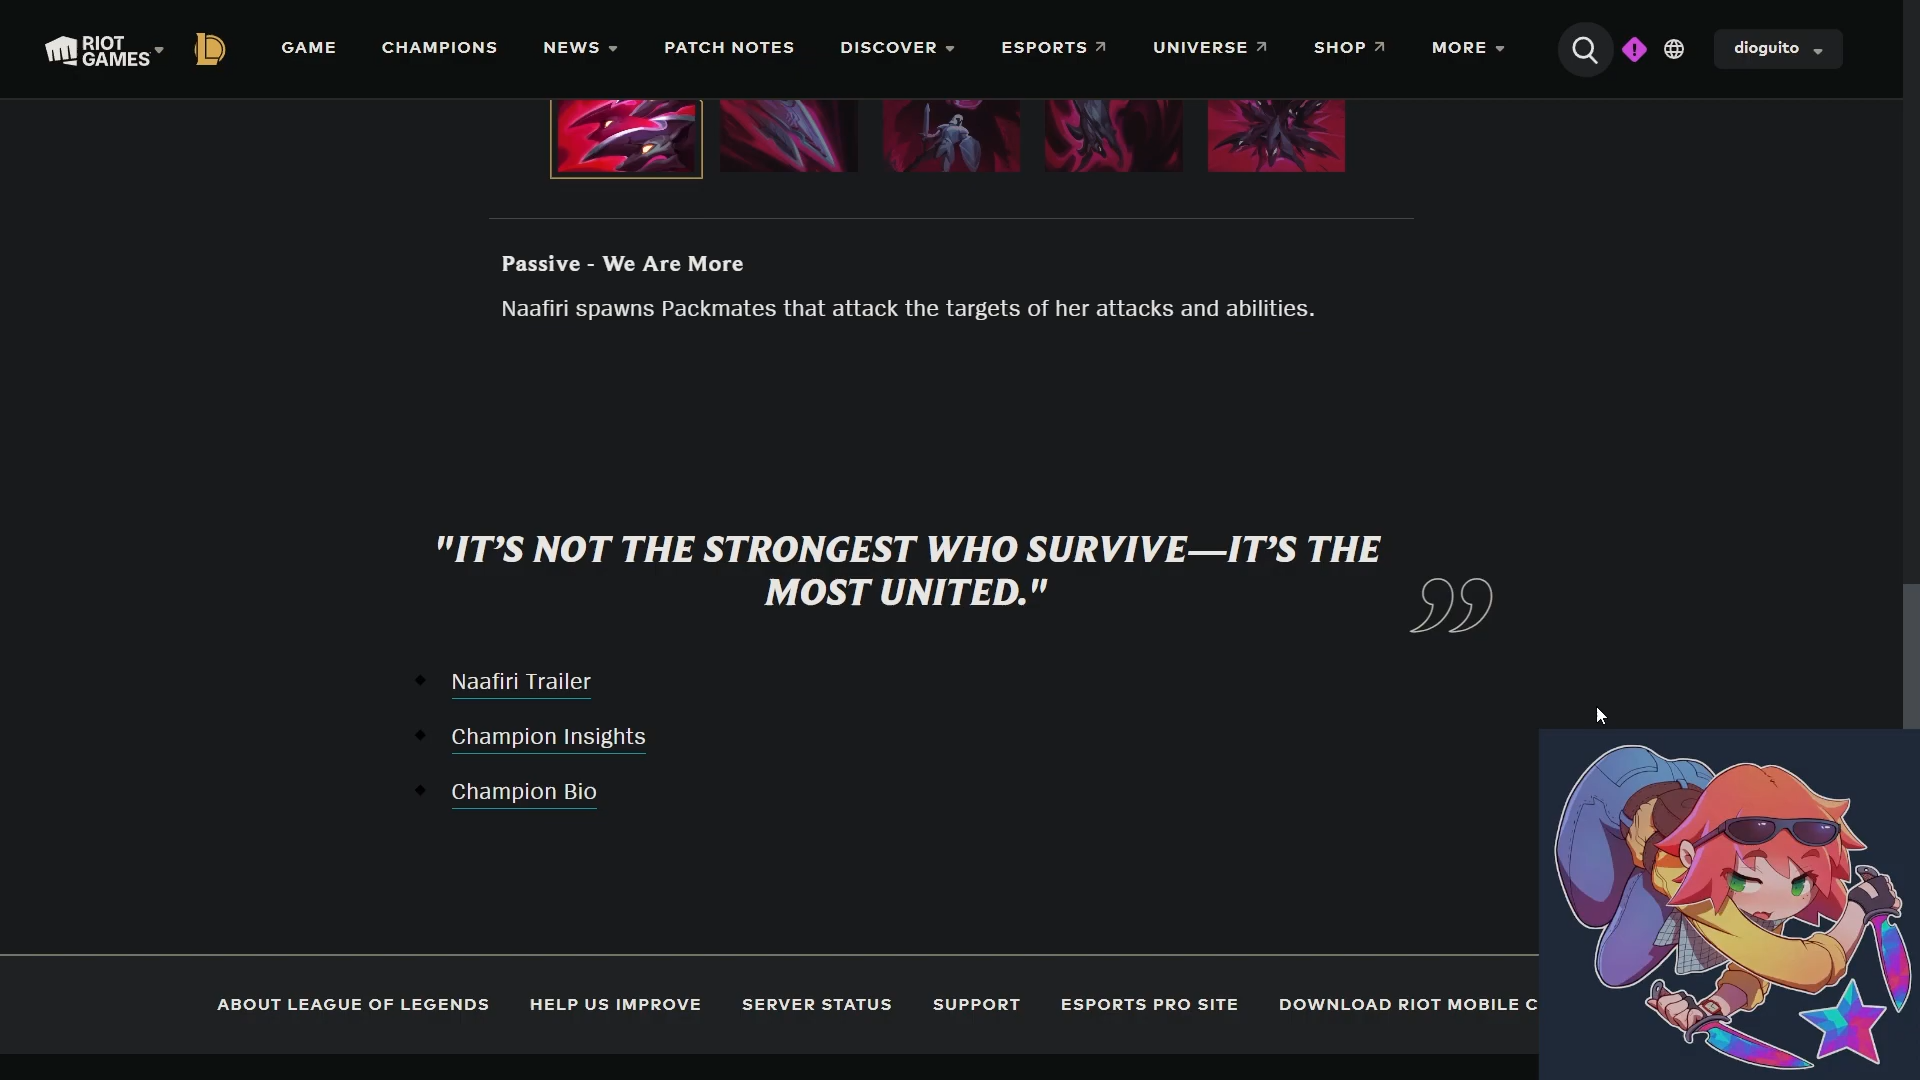 RIOT GAMES
GAME
CHAMPIONS
NEWS
PATCH NOTES
DISCOVER
ESPORTS
UNIVERSE
SHOP
MORE
dioguito
Passive - We Are More
Naafiri spawns Packmates that attack the targets of her attacks and abilities.
"IT’S NOT THE STRONGEST WHO SURVIVE—IT’S THE
MOST UNITED."
Naafiri Trailer
Champion Insights
Champion Bio
ABOUT LEAGUE OF LEGENDS
HELP US IMPROVE
SERVER STATUS
SUPPORT
ESPORTS PRO SITE
DOWNLOAD RIOT MOBILE C